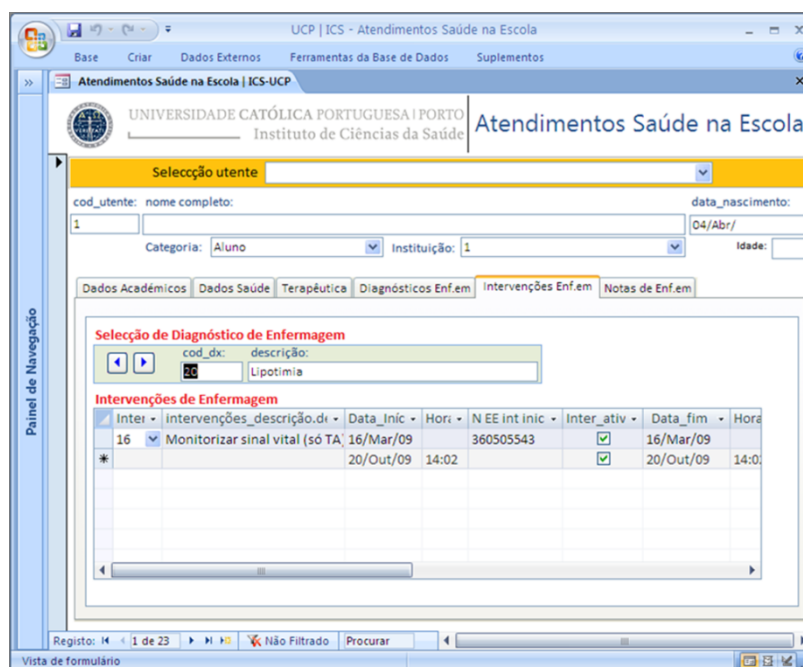 UCP | ICS - Atendimentos Saúde na Escola
Base Criar Dados Externos Ferramentas da Base de Dados Suplementos
Atendimentos Saúde na Escola | ICS-UCP
UNIVERSIDADE CATÓLICA PORTUGUESA | PORTO
Instituto de Ciências da Saúde
Atendimentos Saúde na Escola
Seleccção utente
cod_utente: nome completo: data_nascimento:
1 04/Abr/
Categoria: Aluno Instituição: 1 Idade:
Dados Académicos Dados Saúde Terapêutica Diagnósticos Enf.em Intervenções Enf.em Notas de Enf.em
Selecção de Diagnóstico de Enfermagem
cod_dx: descrição:
20 Lipotimia
Intervenções de Enfermagem
Inter intervenções_descrição.de Data_Iníc Hora N EE int inic Inter_ativ Data_fim Hora
16 Monitorizar sinal vital (só TA) 16/Mar/09 360505543 16/Mar/09
* 20/Out/09 14:02 20/Out/09 14:02
Painel de Navegação
Registo: 1 de 23 Não Filtrado Procurar
Vista de formulário